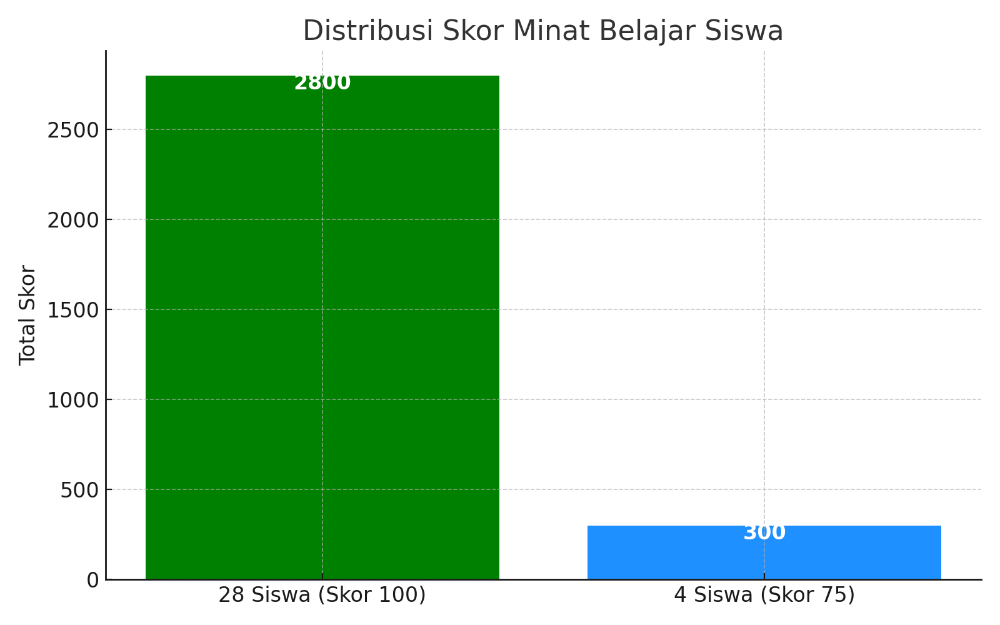 Distribusi Skor Minat Belajar Siswa
Total Skor
2500
2000
1500
1000
500
0
2800
300
28 Siswa (Skor 100)
4 Siswa (Skor 75)